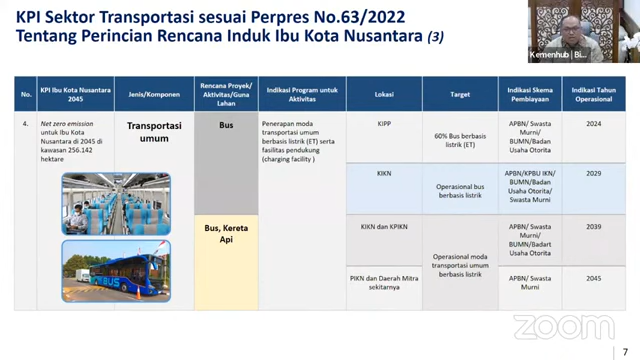 KPI Sektor Transportasi sesuai Perpres No.63/2022
Tentang Perincian Rencana Induk Ibu Kota Nusantara (3)
Kemenhub | Bi...
No.
KPI Ibu Kota Nusantara
2045
Jenis/Komponen
Rencana Proyek/
Aktivitas/Guna
Lahan
Indikasi Program untuk
Aktivitas
Lokasi
Target
Indikasi Skema
Pembiayaan
Indikasi Tahun
Operasional
4.
Net zero emission
untuk Ibu Kota
Nusantara di 2045 di
kawasan 256.142
hektare
Transportasi
umum
Bus
Penerapan moda
transportasi umum
berbasis listrik (ET) serta
fasilitas pendukung
(charging facility )
KIPP
60% Bus berbasis
listrik (ET)
APBN/ Swasta
Murni/
BUMN/Badan
Usaha Otorita
2024
KIKN
Operasional bus
berbasis listrik
APBN/KPBU IKN/
BUMN/Badan
Usaha Otorita/
Swasta Murni
2029
Bus, Kereta
Api
KIKN dan KPIKN
Operasional moda
transportasi umum
berbasis listrik
APBN/ Swasta
Murni/
BUMN/Badart
Usaha Otorita
2039
PIKN dan Daerah Mitra
sekitarnya
APBN/ Swasta
Murni
2045
BUS
zoom
7